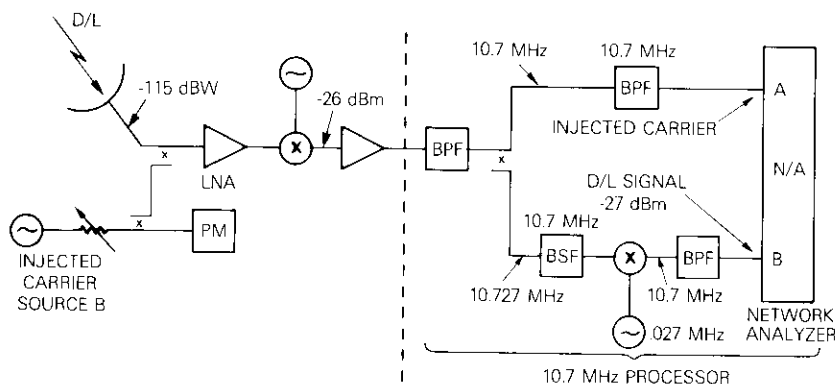 D/L
-115 dBW
LNA
X
-26 dBm
x
x
PM
INJECTED
CARRIER
SOURCE B
10.7 MHz
10.7 MHz
BPF
A
INJECTED CARRIER
BPF
x
N/A
D/L SIGNAL
-27 dBm
10.7 MHz
BSF
X
BPF
B
10.727 MHz
10.7 MHz
.027 MHz
NETWORK
ANALYZER
10.7 MHz PROCESSOR